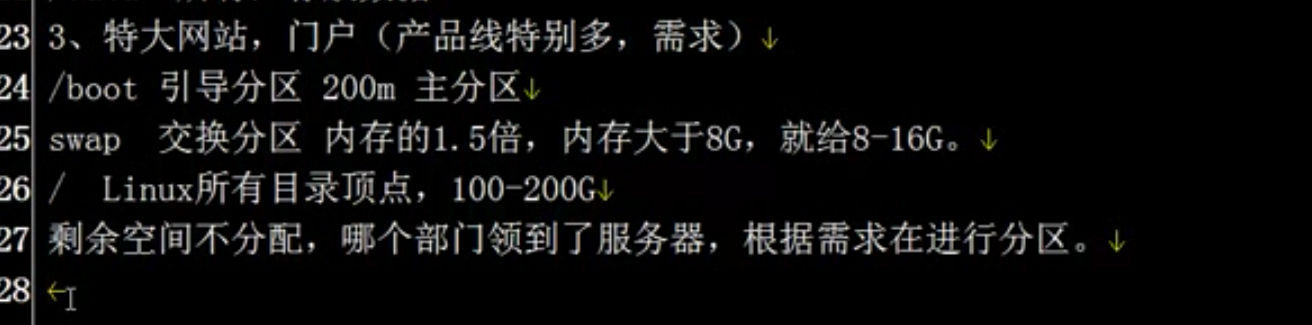 23 3、特大网站，门户（产品线特别多，需求）↓
24 /boot 引导分区 200m 主分区↓
25 swap 交换分区 内存的1.5倍，内存大于8G，就给8-16G。↓
26 / Linux所有目录顶点，100-200G↓
27 剩余空间不分配，哪个部门领到了服务器，根据需求在进行分区。↓
28 ←